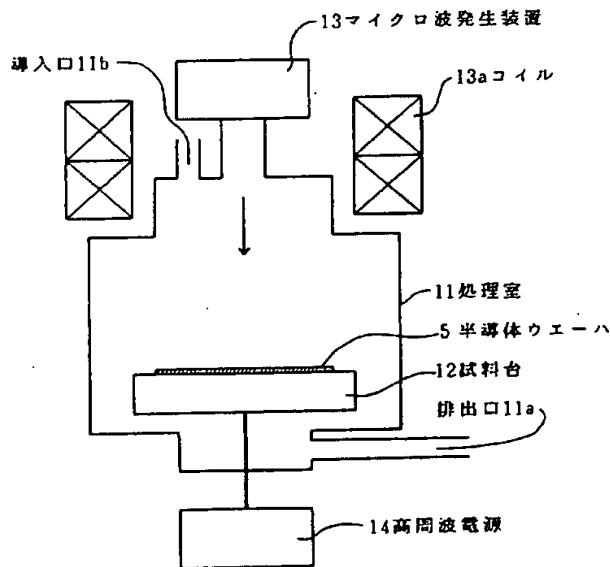 13マイクロ波発生装置
導入口11b
13aコイル
11処理室
5半導体ウエーハ
12試料台
排出口11a
14高周波電源